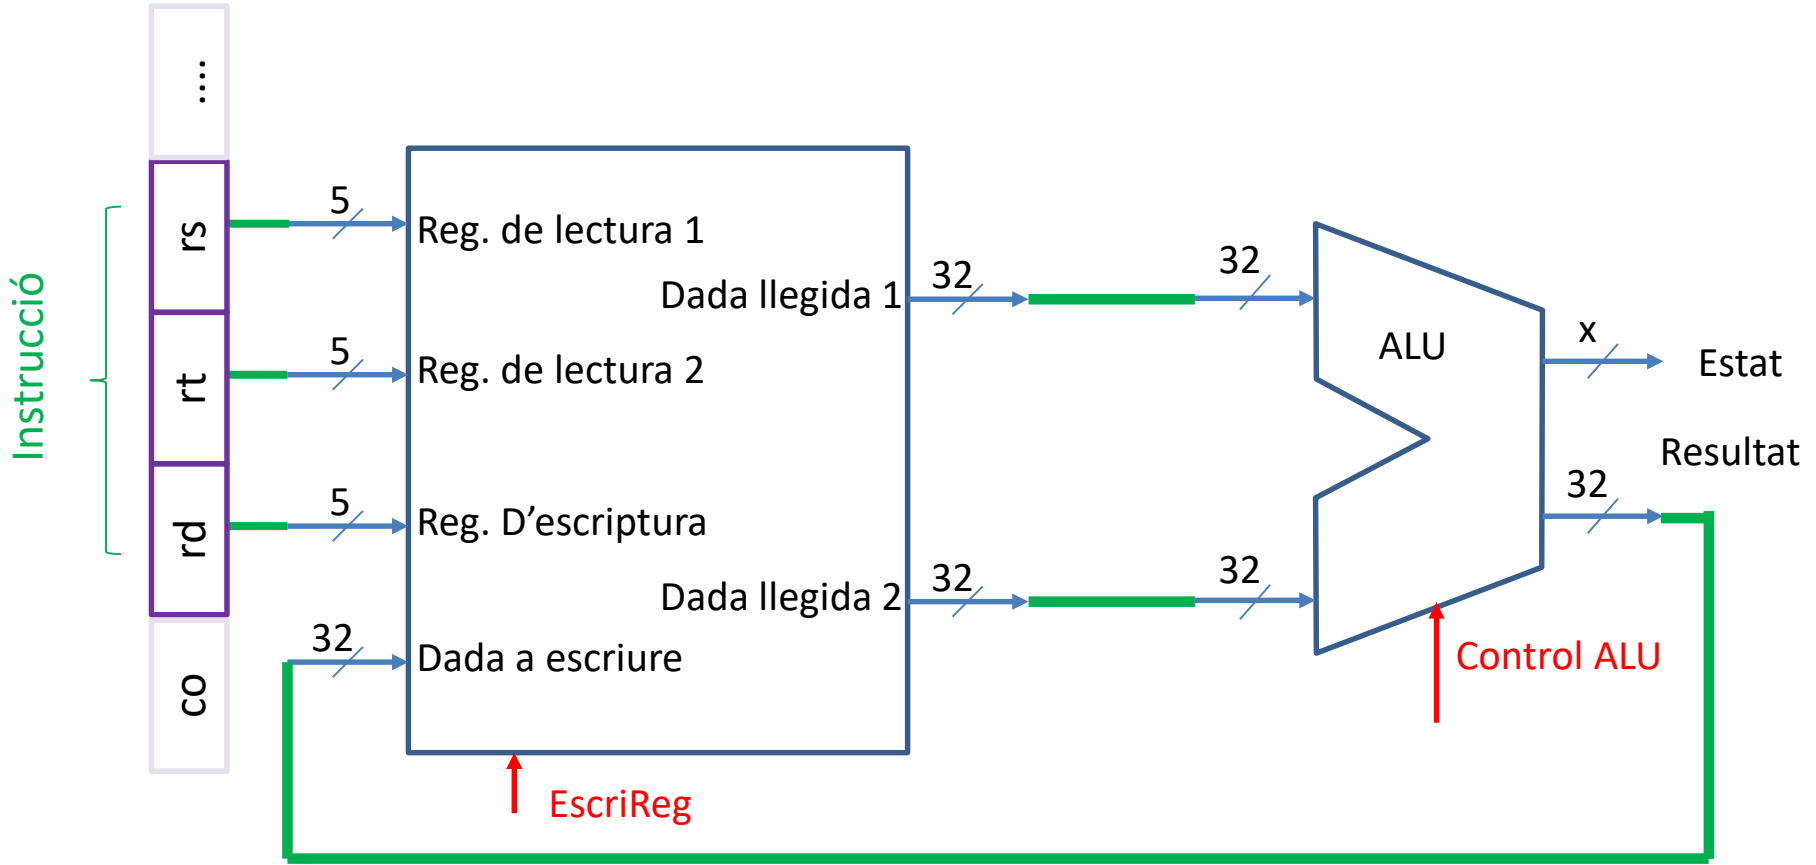 Instrucció
....
rs
rt
rd
co
5
5
5
32
Reg. de lectura 1
Dada llegida 1
Reg. de lectura 2
Reg. D’escriptura
Dada llegida 2
Dada a escriure
EscriReg
32
32
32
32
ALU
Control ALU
x
Estat
Resultat
32